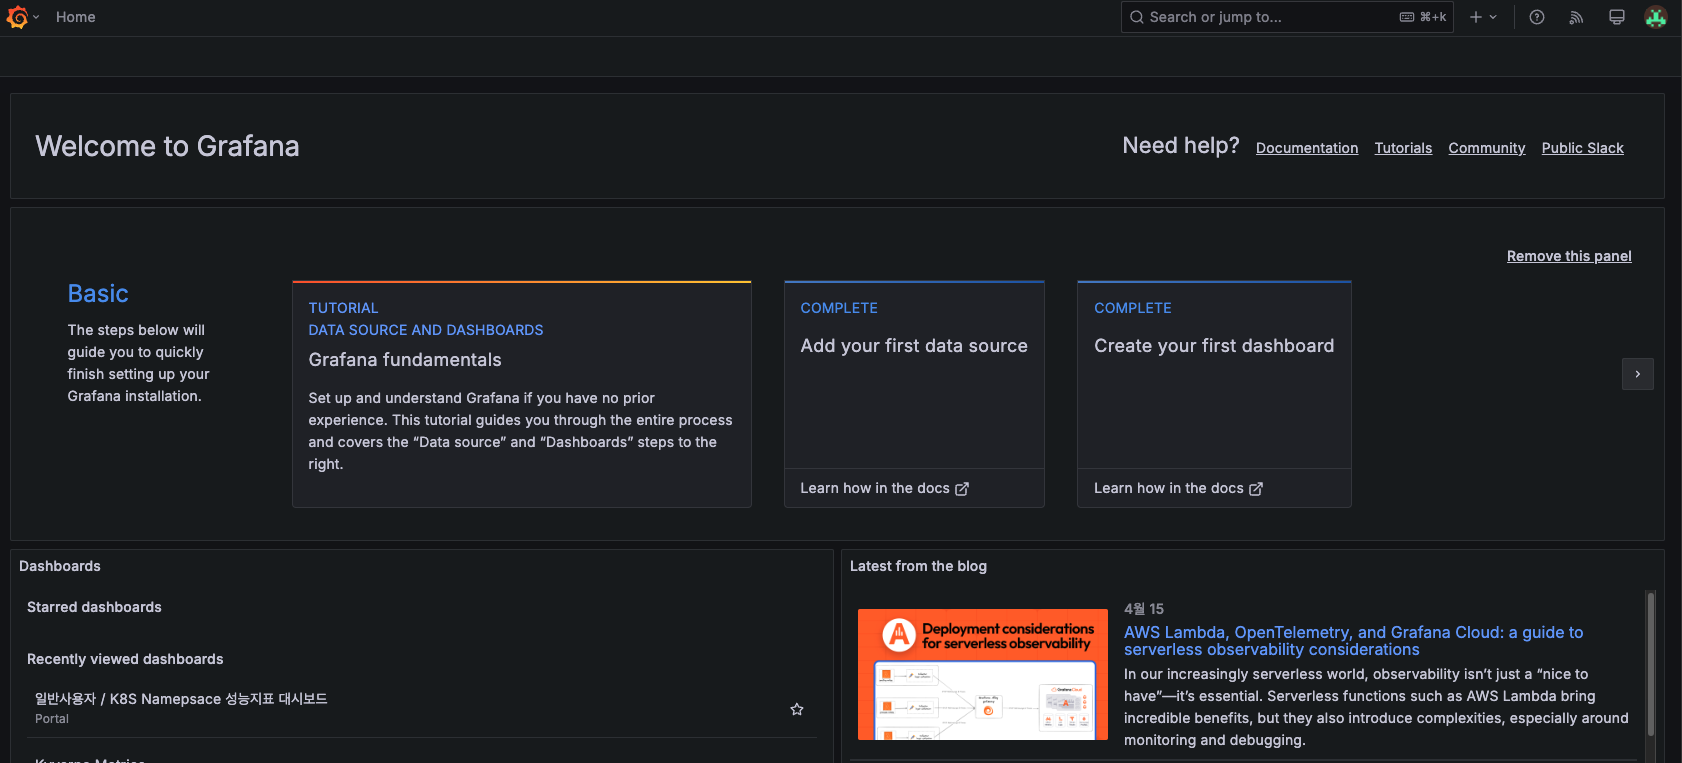 Home
Search or jump to...
⌘+k
Welcome to Grafana
Need help?
Documentation
Tutorials
Community
Public Slack
Remove this panel
Basic
The steps below will
guide you to quickly
finish setting up your
Grafana installation.
TUTORIAL
DATA SOURCE AND DASHBOARDS
Grafana fundamentals
Set up and understand Grafana if you have no prior
experience. This tutorial guides you through the entire process
and covers the “Data source” and “Dashboards” steps to the
right.
COMPLETE
Add your first data source
Learn how in the docs
COMPLETE
Create your first dashboard
Learn how in the docs
Dashboards
Starred dashboards
Recently viewed dashboards
일반사용자 / K8S Namepsace 성능지표 대시보드
Portal
Kyverno Metrics
Latest from the blog
Deployment considerations
for serverless observability
4월 15
AWS Lambda, OpenTelemetry, and Grafana Cloud: a guide to
serverless observability considerations
In our increasingly serverless world, observability isn’t just a “nice to
have”—it’s essential. Serverless functions such as AWS Lambda bring
incredible benefits, but they also introduce complexities, especially around
monitoring and debugging.